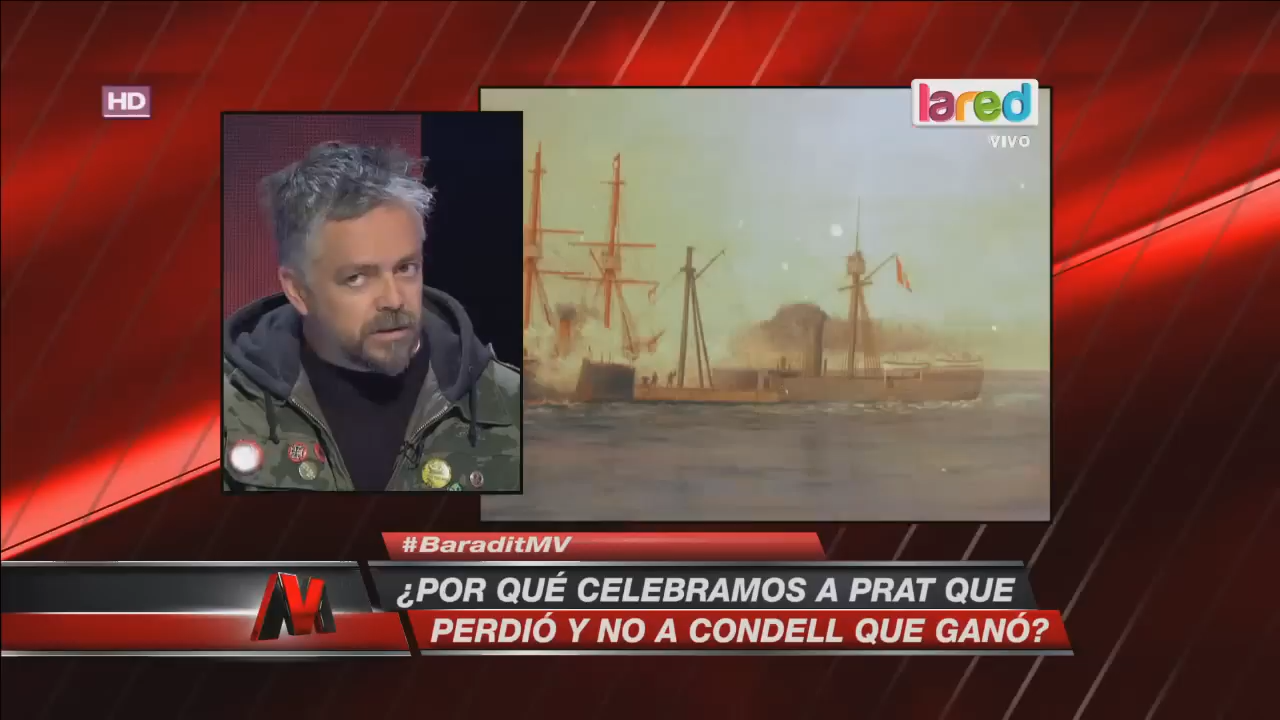 HD
lared
VIVO
#BaraditMV
¿POR QUÉ CELEBRAMOS A PRAT QUE
PERDIÓ Y NO A CONDELL QUE GANÓ?